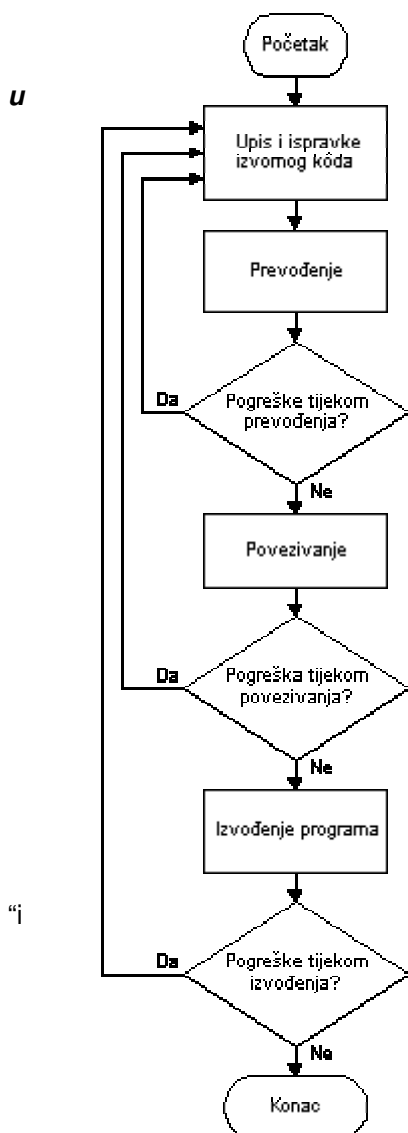 Početak
u
Upis i ispravke
izvornog kôda
Prevođenje
Da
Pogreške tijekom
prevođenja?
Ne
Povezivanje
Da
Pogreška tijekom
povezivanja?
Ne
Izvođenje programa
“i
Da
Pogreške tijekom
izvođenja?
Ne
Konac